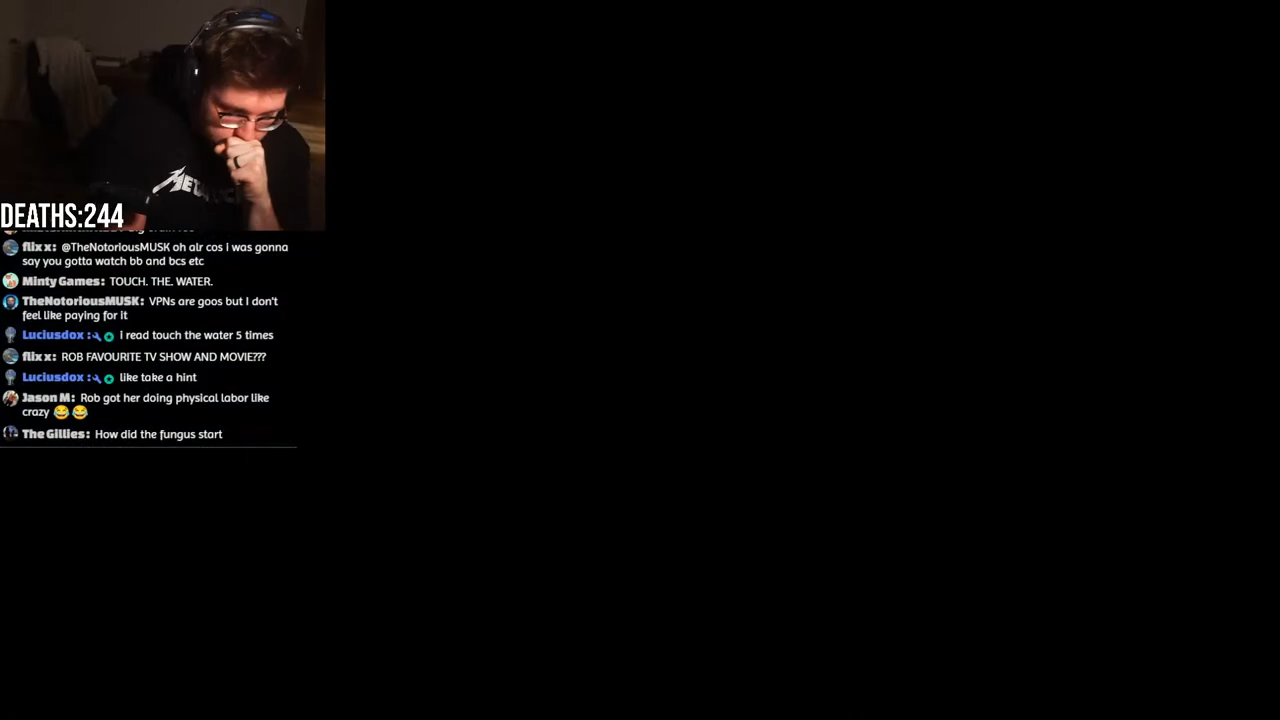 META
DEATHS:244
flix x: @TheNotoriousMUSK oh alr cos i was gonna
say you gotta watch bb and bcs etc
Minty Games: TOUCH. THE. WATER.
TheNotoriousMUSK: VPNs are goos but I don't
feel like paying for it
Luciusdox: i read touch the water 5 times
flix x: ROB FAVOURITE TV SHOW AND MOVIE???
Luciusdox: like take a hint
Jason M: Rob got her doing physical labor like
crazy 😂 😂
The Gillies: How did the fungus start